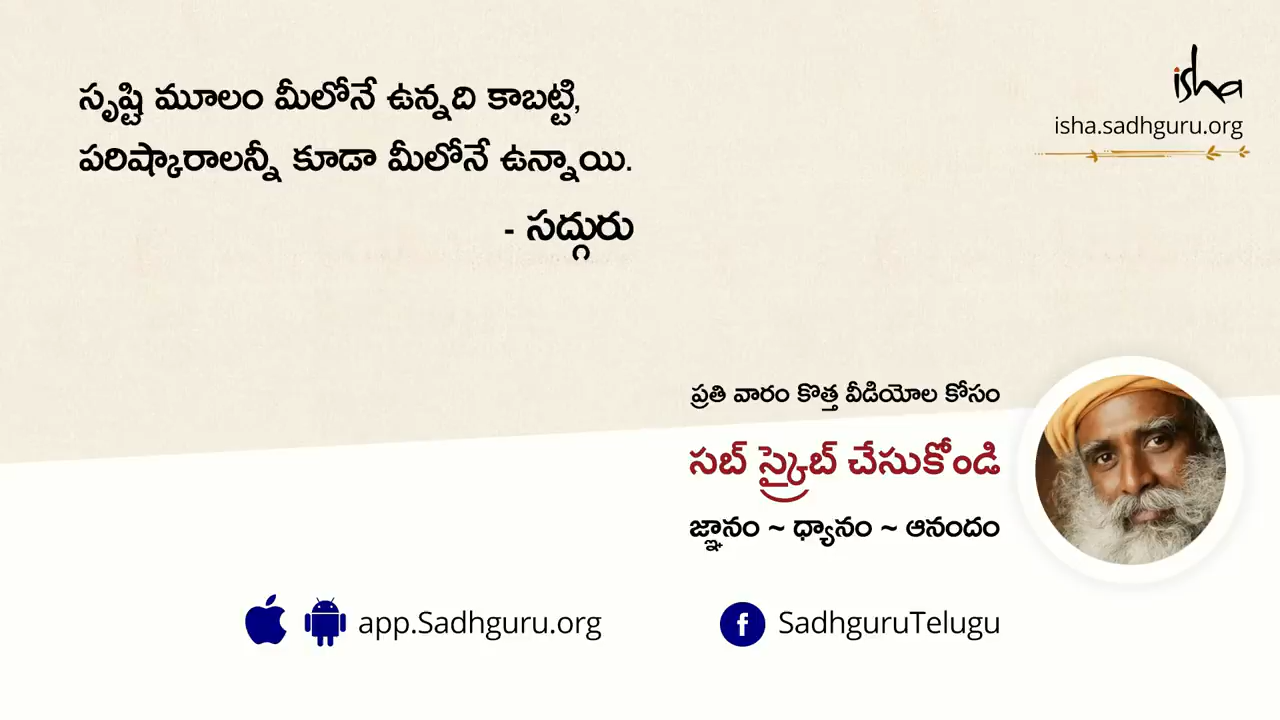 సృష్టి మూలం మీలోనే ఉన్నది కాబట్టి,
పరిష్కారాలన్నీ కూడా మీలోనే ఉన్నాయి.
- సద్గురు
isha
isha.sadhguru.org
ప్రతి వారం కొత్త వీడియోల కోసం
సబ్ స్క్రైబ్ చేసుకోండి
జ్ఞానం ~ ధ్యానం ~ ఆనందం
app.Sadhguru.org
SadhguruTelugu